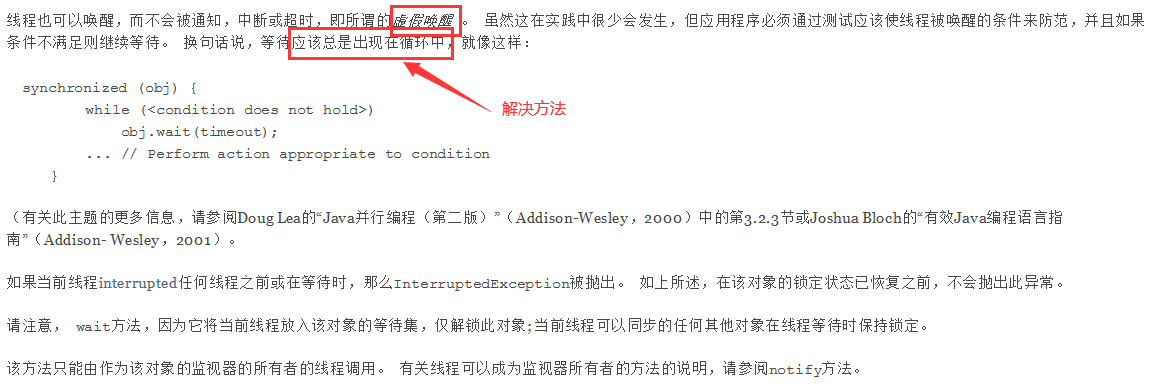 线程也可以唤醒，而不会被通知，中断或超时，即所谓的虚假唤醒 。 虽然这在实践中很少会发生，但应用程序必须通过测试应该使线程被唤醒的条件来防范，并且如果
条件不满足则继续等待。 换句话说，等待应该总是出现在循环中，就像这样：
synchronized (obj) {
while (<condition does not hold>)
obj.wait(timeout);
解决方法
... // Perform action appropriate to condition
}
（有关此主题的更多信息，请参阅Doug Lea的“Java并行编程（第二版）”（Addison-Wesley，2000）中的第3.2.3节或Joshua Bloch的“有效Java编程语言指
南”（Addison- Wesley，2001）。
如果当前线程interrupted任何线程之前或在等待时，那么InterruptedException被抛出。 如上所述，在该对象的锁定状态已恢复之前，不会抛出此异常。
请注意， wait方法，因为它将当前线程放入该对象的等待集，仅解锁此对象;当前线程可以同步的任何其他对象在线程等待时保持锁定。
该方法只能由作为该对象的监视器的所有者的线程调用。 有关线程可以成为监视器所有者的方法的说明，请参阅notify方法。